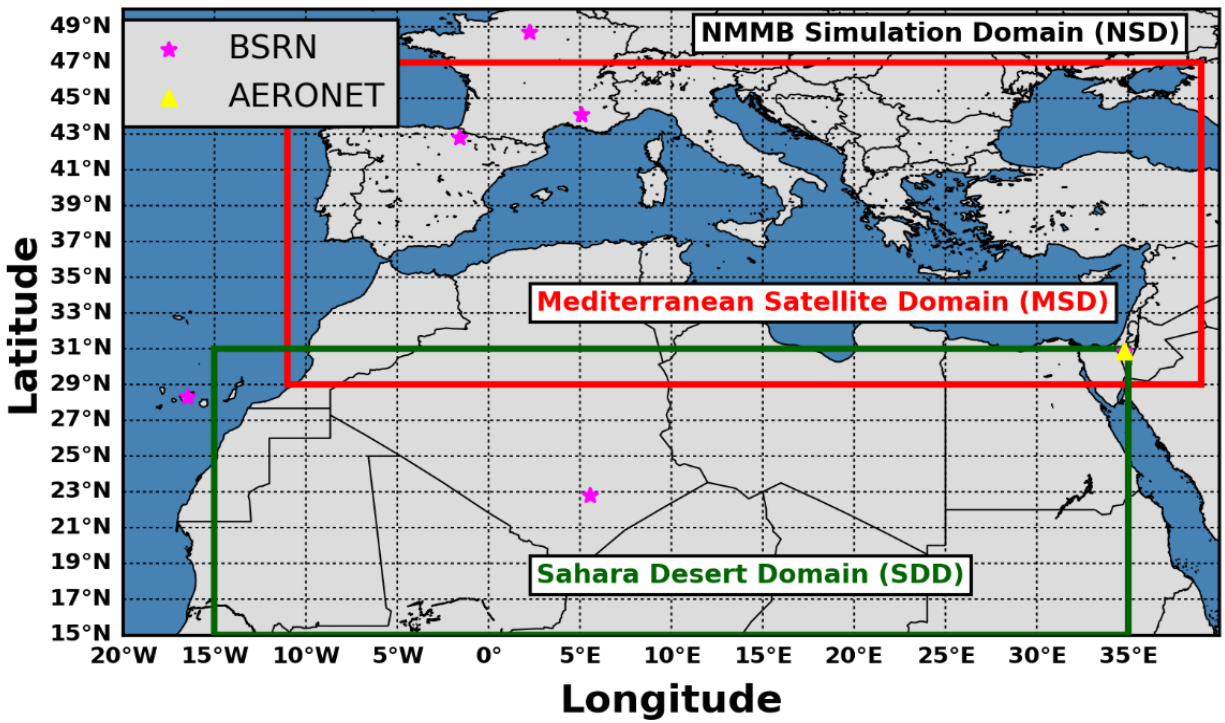 49°N
NMMB Simulation Domain (NSD)
BSRN
AERONET
47°N
45°N
43°N
41°N
39°N
37°N
35°N
33°N
Mediterranean Satellite Domain (MSD)
31°N
29°N
27°N
25°N
23°N
21°N
19°N
Sahara Desert Domain (SDD)
17°N
15°N
Latitude
20°W 15°W 10°W 5°W 0° 5°E 10°E 15°E 20°E 25°E 30°E 35°E
Longitude